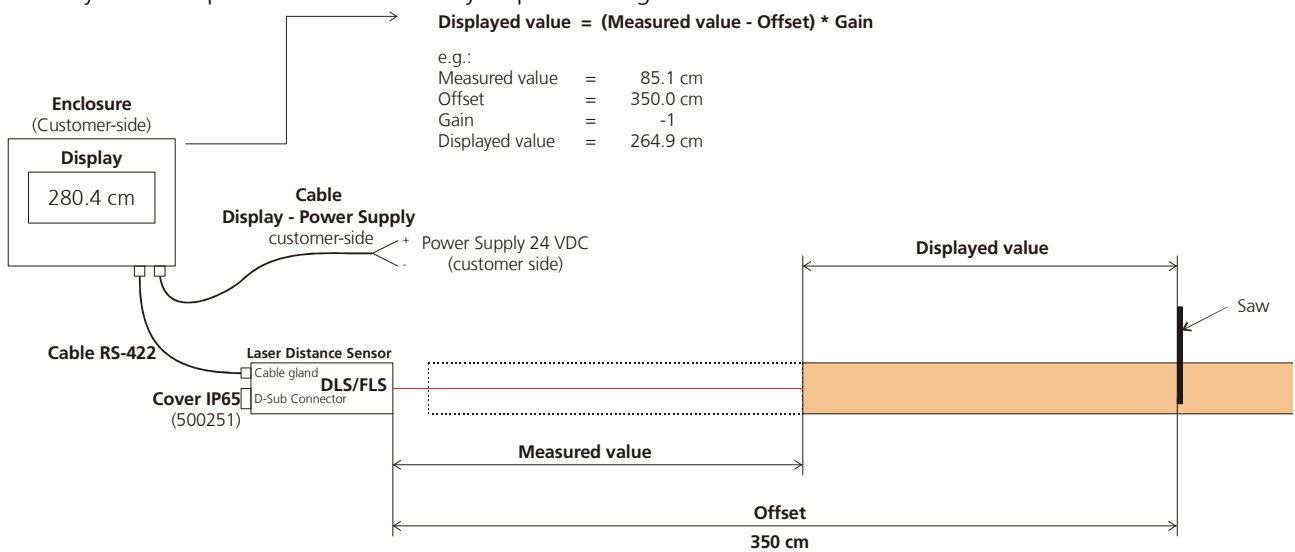 Displayed value = (Measured value - Offset) * Gain
e.g.:
Measured value = 85.1 cm
Offset = 350.0 cm
Gain = -1
Displayed value = 264.9 cm
Enclosure
(Customer-side)
Display
280.4 cm
Cable
Display - Power Supply
customer-side
+
-
Power Supply 24 VDC
(customer side)
Displayed value
Saw
Cable RS-422
Laser Distance Sensor
Cable gland
DLS/FLS
D-Sub Connector
Cover IP65
(500251)
Measured value
Offset
350 cm